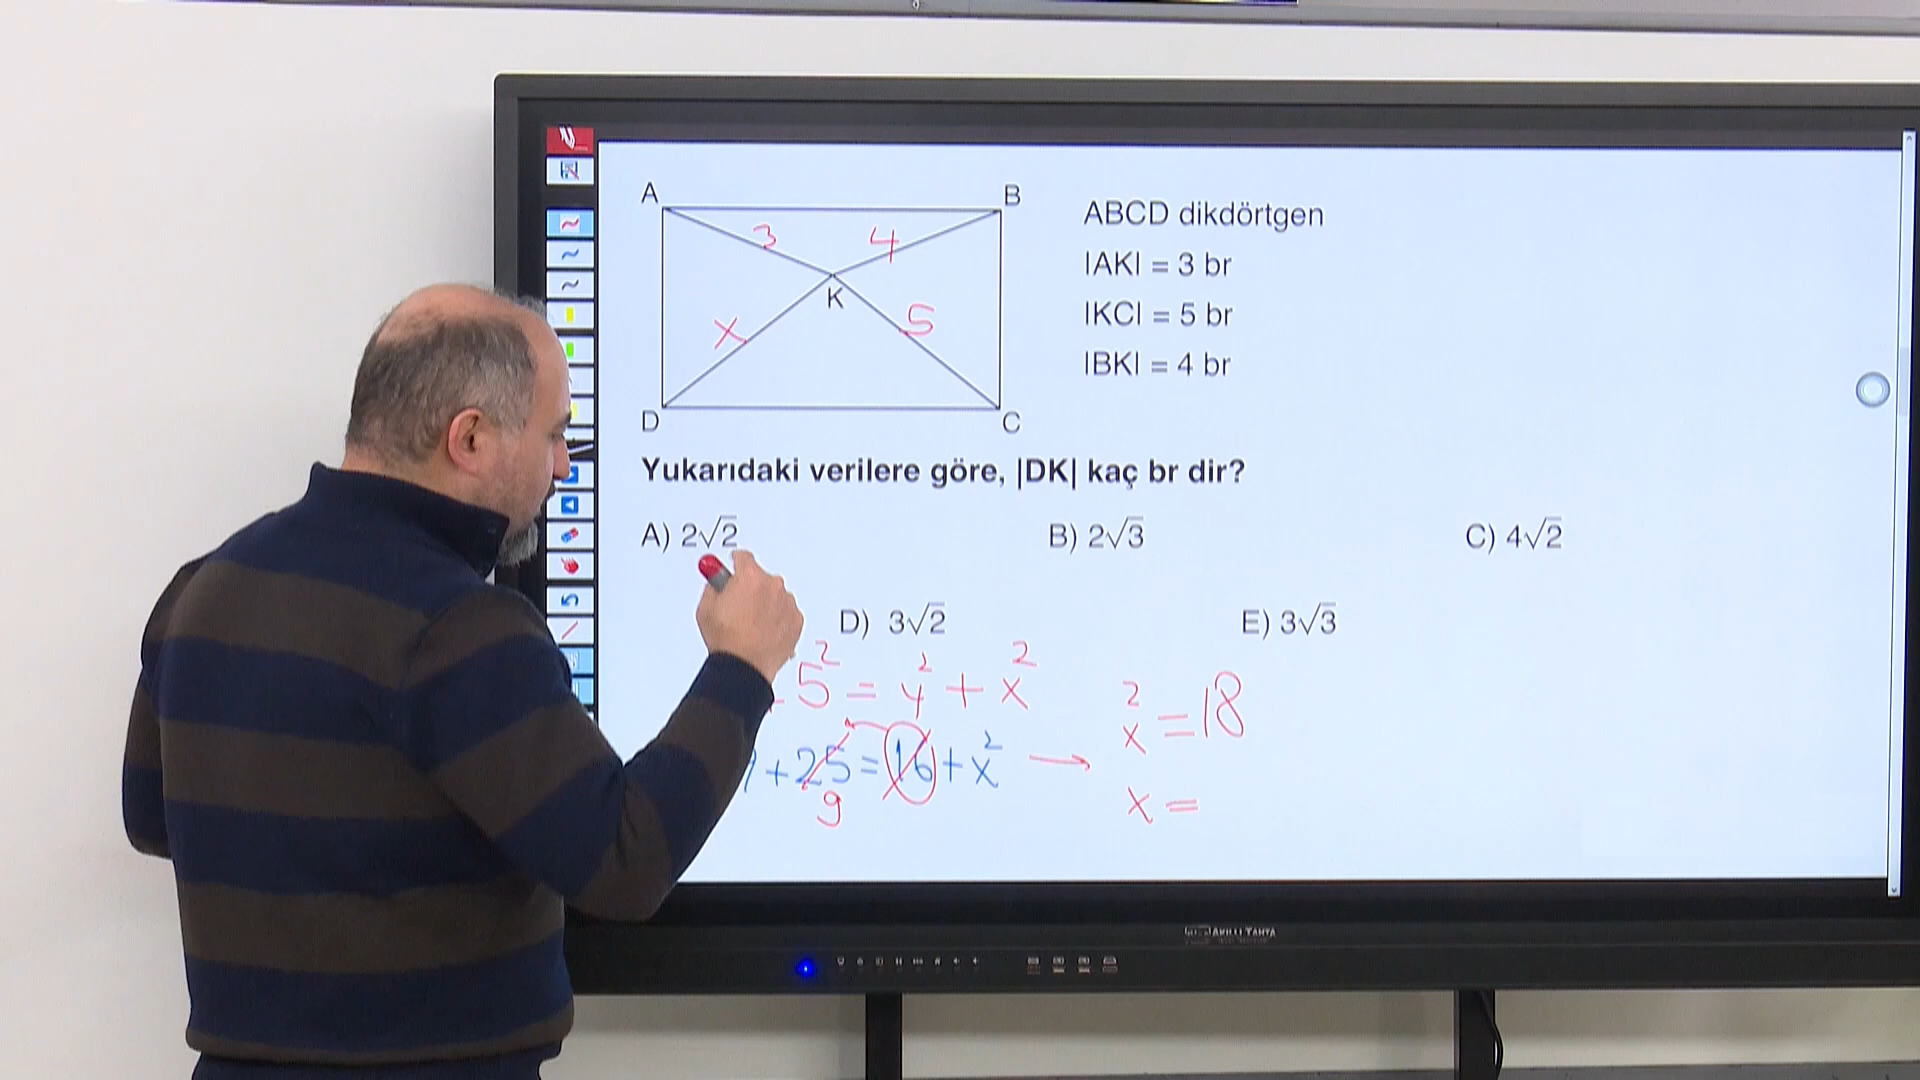 A
B
3
4
K
x
5
D
C
ABCD dikdörtgen
|AK| = 3 br
|KC| = 5 br
|BK| = 4 br
Yukarıdaki verilere göre, |DK| kaç br dir?
A) 2√2
B) 2√3
C) 4√2
D) 3√2
E) 3√3
5² = 4² + x²
+ 25 = 16 + x² →
9
x² = 18
x =
AKILLI TAHTA